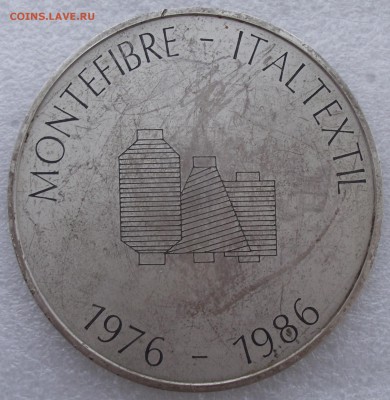 COINS.LAVE.RU
MONTEFIBRE - ITALTEXTIL
1976 - 1986